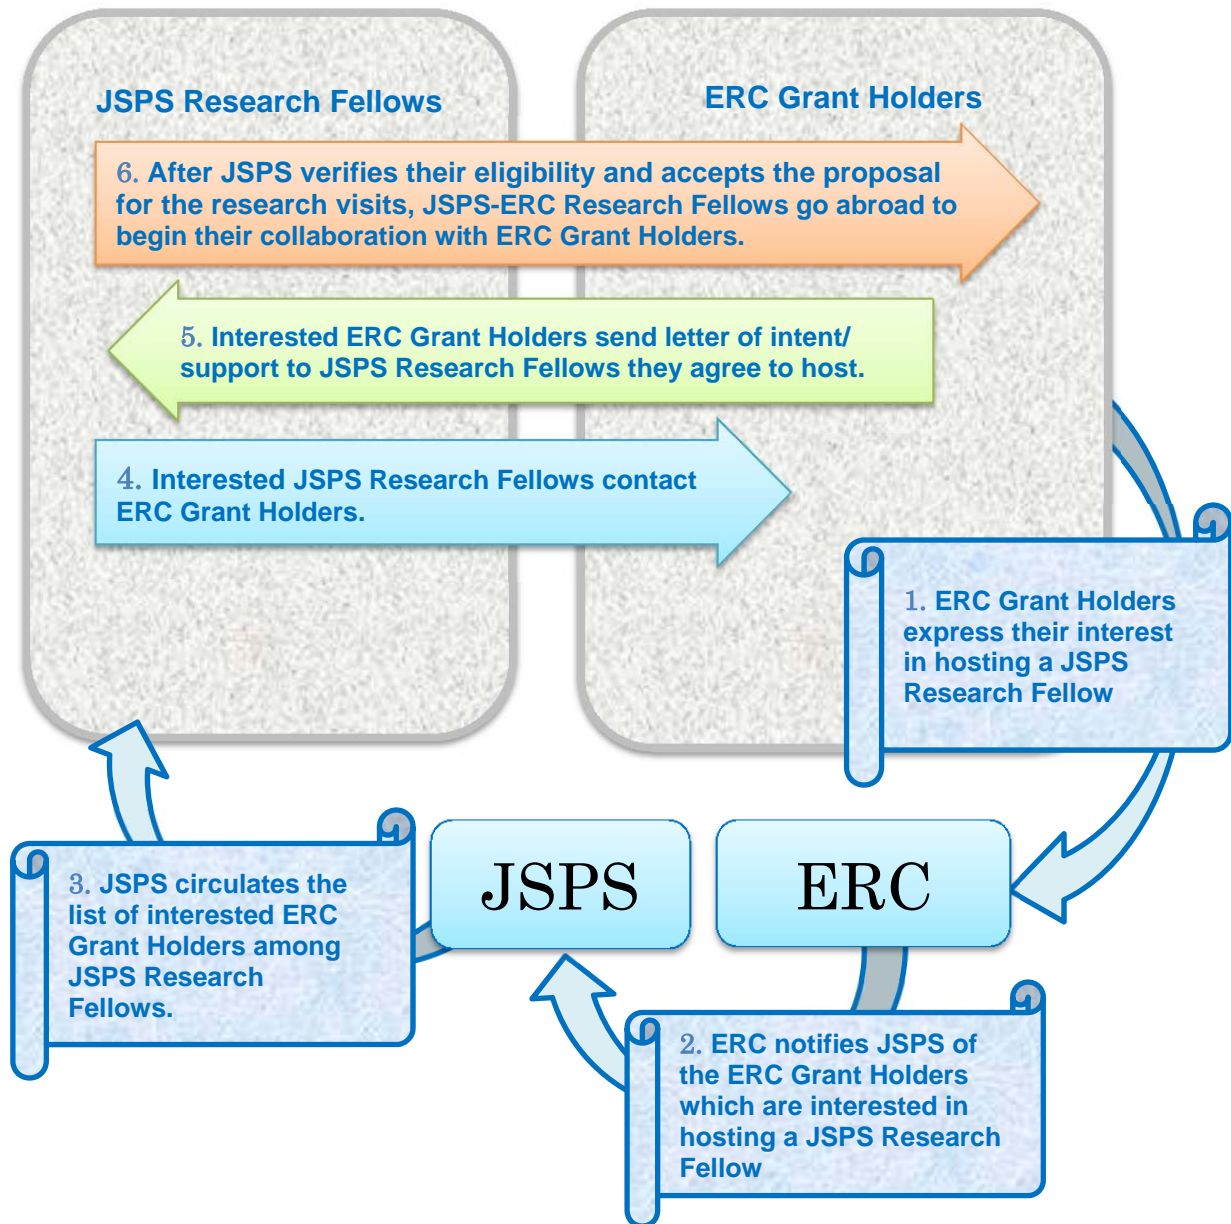 JSPS Research Fellows
ERC Grant Holders
6. After JSPS verifies their eligibility and accepts the proposal
for the research visits, JSPS-ERC Research Fellows go abroad to
begin their collaboration with ERC Grant Holders.
5. Interested ERC Grant Holders send letter of intent/
support to JSPS Research Fellows they agree to host.
4. Interested JSPS Research Fellows contact
ERC Grant Holders.
1. ERC Grant Holders
express their interest
in hosting a JSPS
Research Fellow
JSPS
ERC
3. JSPS circulates the
list of interested ERC
Grant Holders among
JSPS Research
Fellows.
2. ERC notifies JSPS of
the ERC Grant Holders
which are interested in
hosting a JSPS Research
Fellow